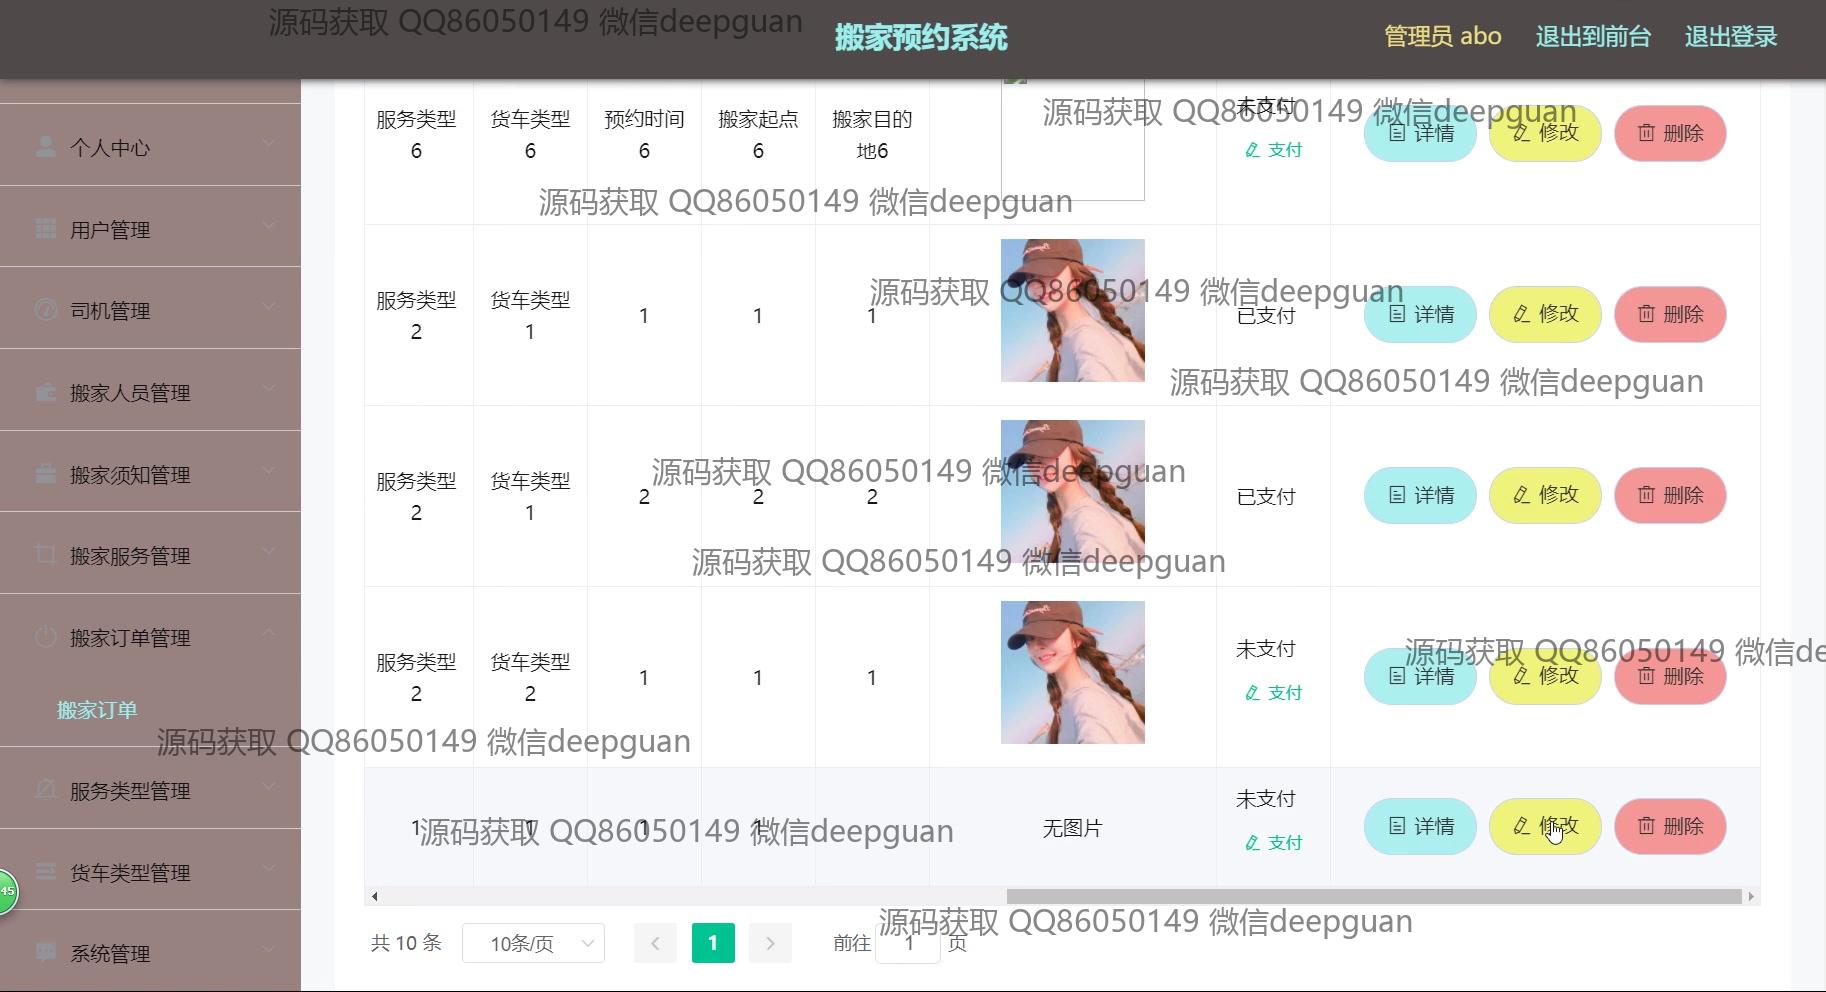 源码获取 QQ86050149 微信deepguan
搬家预约系统
管理员 abo
退出到前台
退出登录
个人中心
用户管理
司机管理
搬家人员管理
搬家须知管理
搬家服务管理
搬家订单管理
搬家订单
服务类型管理
货车类型管理
系统管理
45
服务类型
6
货车类型
6
预约时间
6
搬家起点
6
搬家目的
地6
未支付
支付
详情
修改
删除
源码获取 QQ86050149 微信deepguan
源码获取 QQ86050149 微信deepguan
服务类型
2
货车类型
1
1
1
1
已支付
详情
修改
删除
源码获取 QQ86050149 微信deepguan
源码获取 QQ86050149 微信deepguan
服务类型
2
货车类型
1
2
2
2
已支付
详情
修改
删除
源码获取 QQ86050149 微信deepguan
源码获取 QQ86050149 微信deepguan
服务类型
2
货车类型
2
1
1
1
未支付
支付
详情
修改
删除
源码获取 QQ86050149 微信de
源码获取 QQ86050149 微信deepguan
1
1
1
1
无图片
未支付
支付
详情
修改
删除
源码获取 QQ86050149 微信deepguan
共 10 条
10条/页
1
前往
1
页
源码获取 QQ86050149 微信deepguan